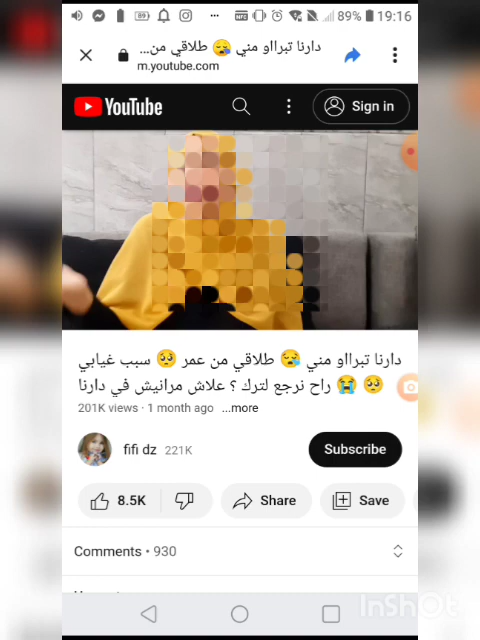 89% 19:16
دارنا تبرااو مني 😪 طلاقي من...
m.youtube.com
YouTube
Sign in
دارنا تبرااو مني 😪 طلاقي من عمر 🥺 سبب غيابي
🥺 😭 راح نرجع لترك ؟ علاش مرانيش في دارنا
201K views · 1 month ago ...more
fifi dz 221K
Subscribe
8.5K Share Save
Comments • 930
InShOt